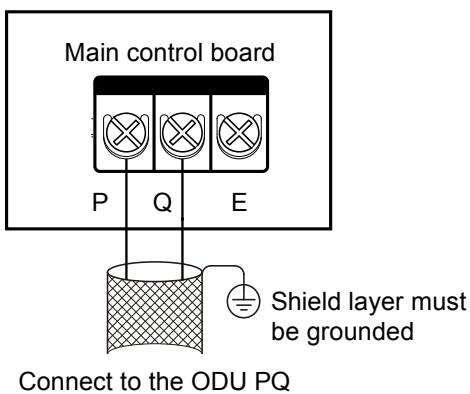 Main control board
P Q E
Shield layer must
be grounded
Connect to the ODU PQ